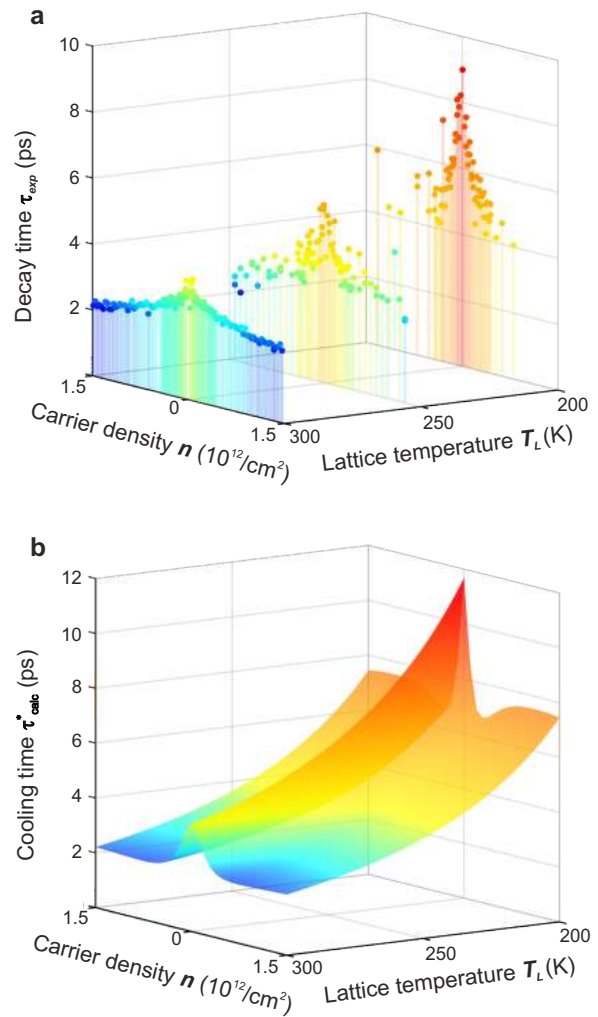 a
10
8
6
4
2
Decay time τexp (ps)
1.5
0
1.5
Carrier density n (10¹²/cm²)
300
250
200
Lattice temperature TL(K)
b
12
10
8
6
4
2
Cooling time τ*calc (ps)
1.5
0
1.5
Carrier density n (10¹²/cm²)
300
250
200
Lattice temperature TL(K)